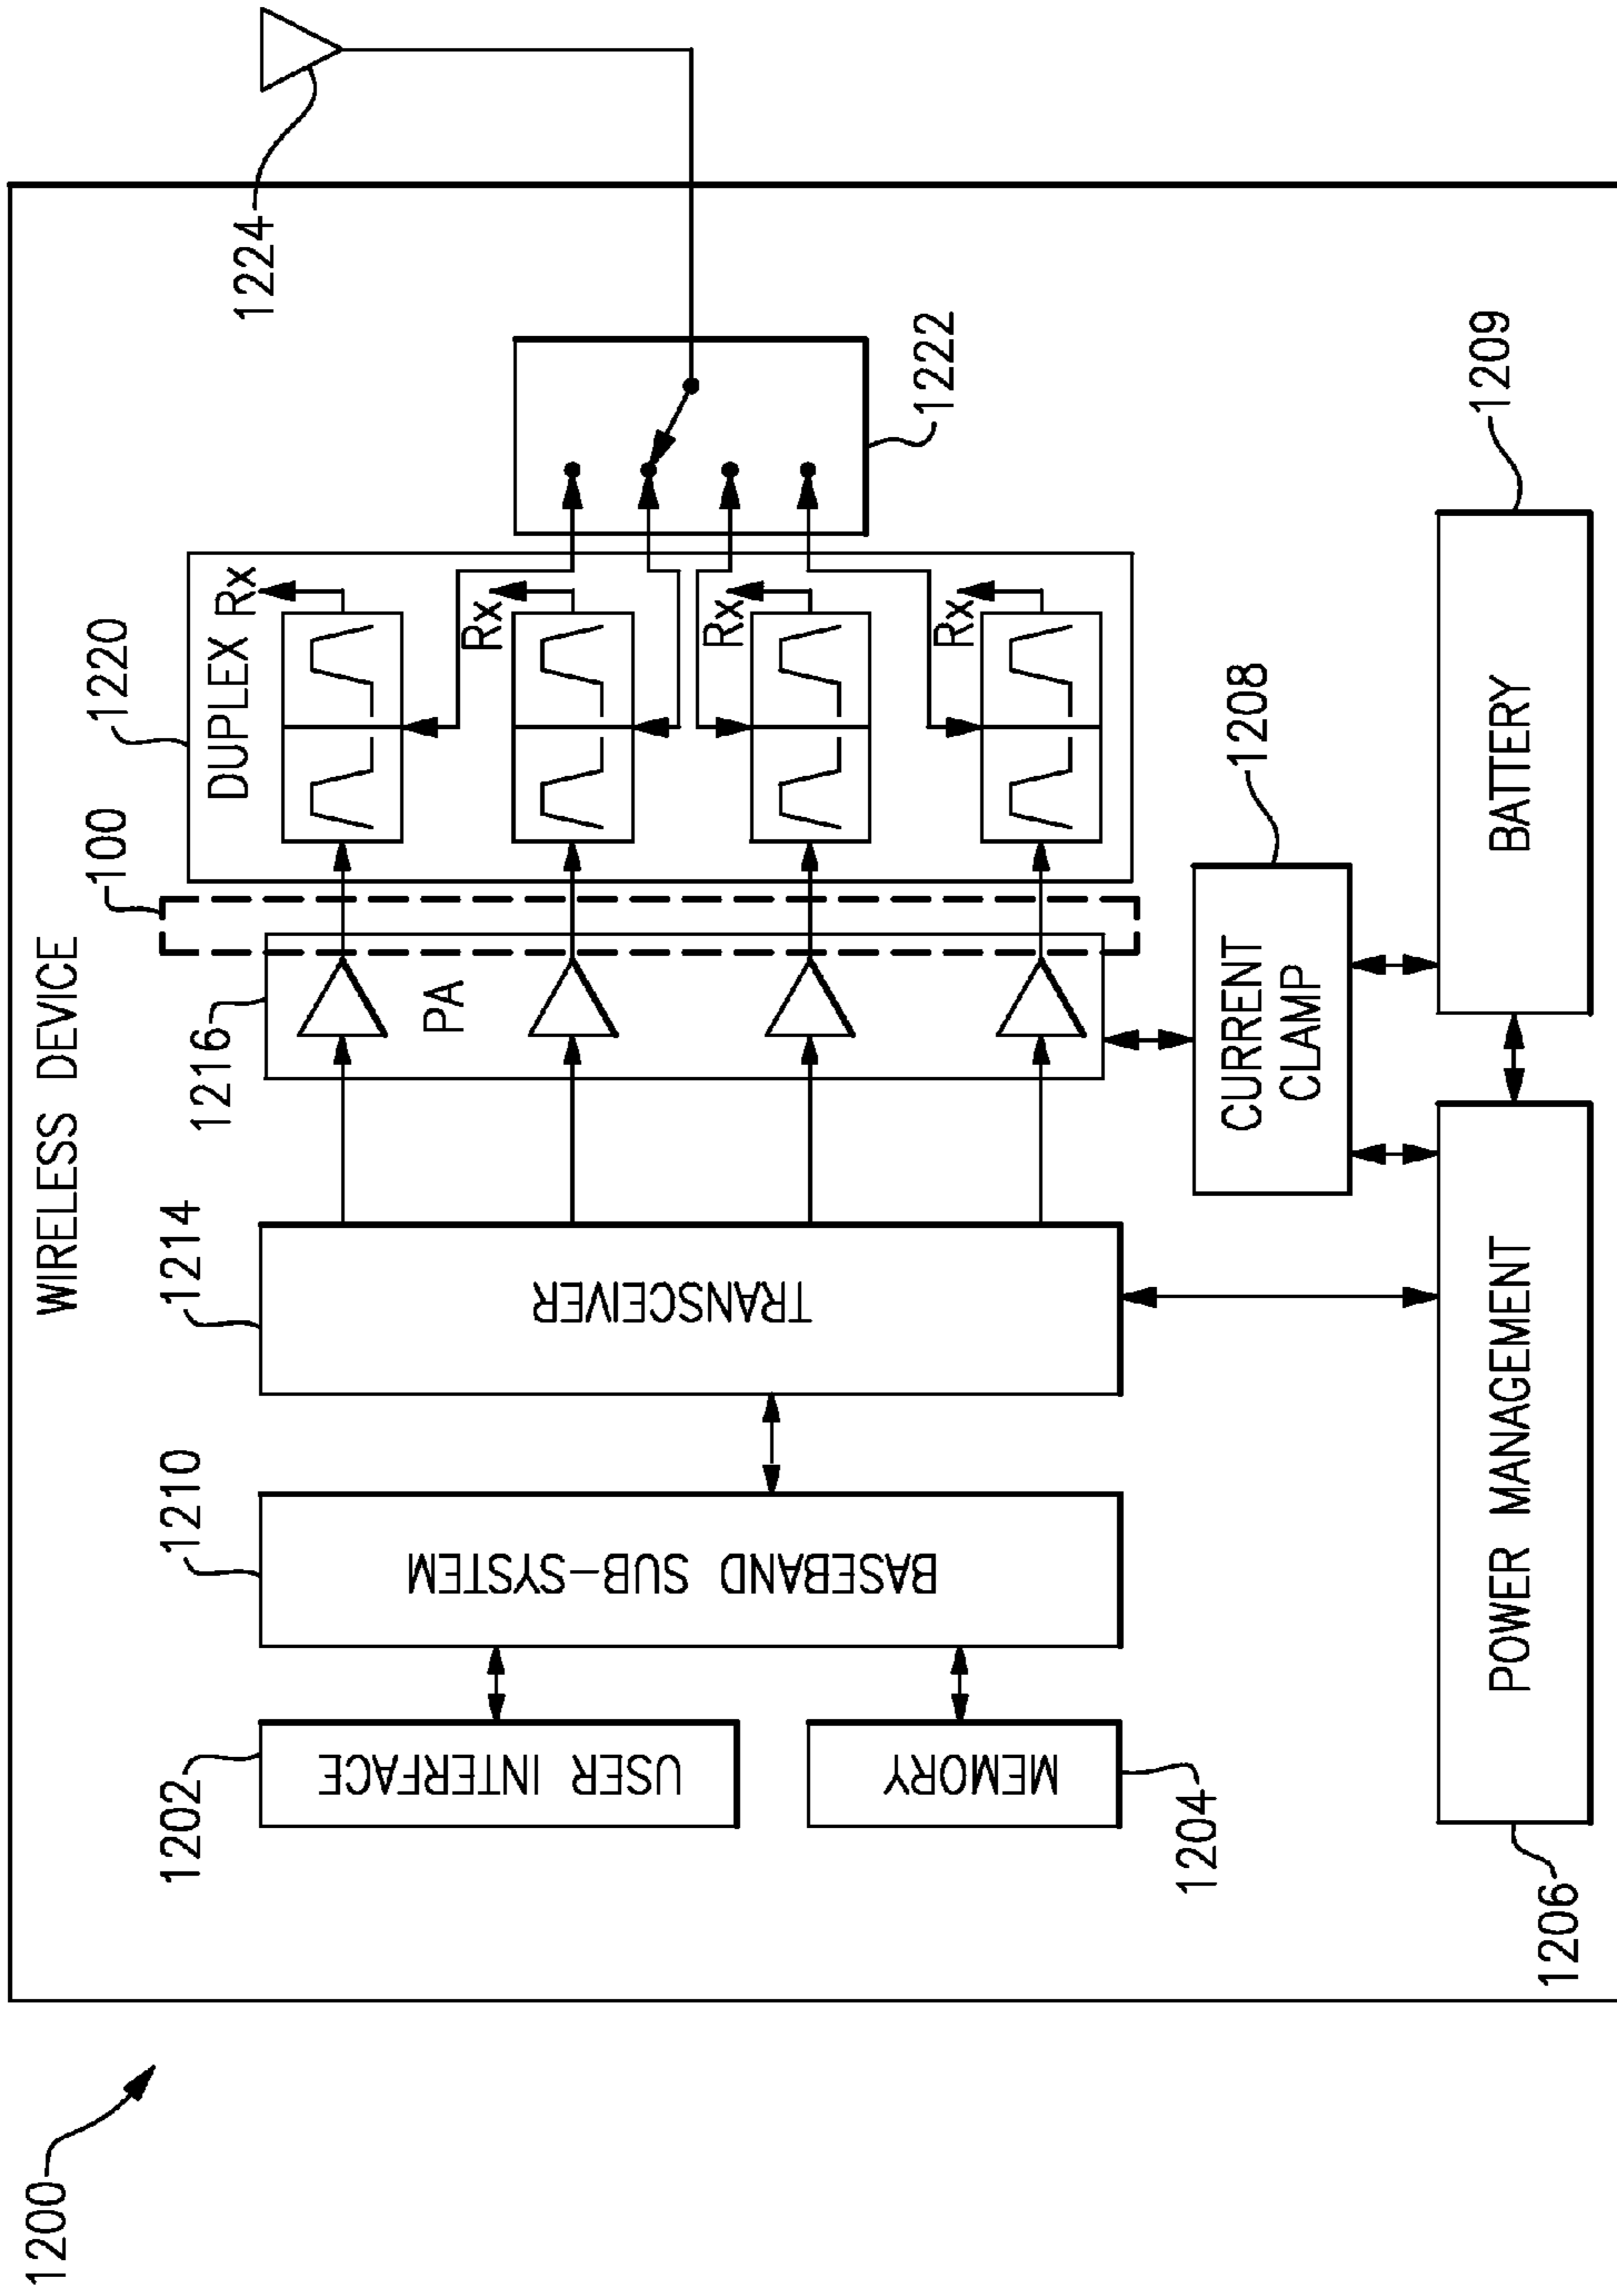 1200
WIRELESS DEVICE
1202
USER INTERFACE
1204
MEMORY
1210
BASEBAND SUB-SYSTEM
1214
TRANSCEIVER
1216
PA
100
1220
DUPLEX
Rx
Rx
Rx
Rx
1222
1224
1206
POWER MANAGEMENT
1208
CURRENT
CLAMP
1209
BATTERY